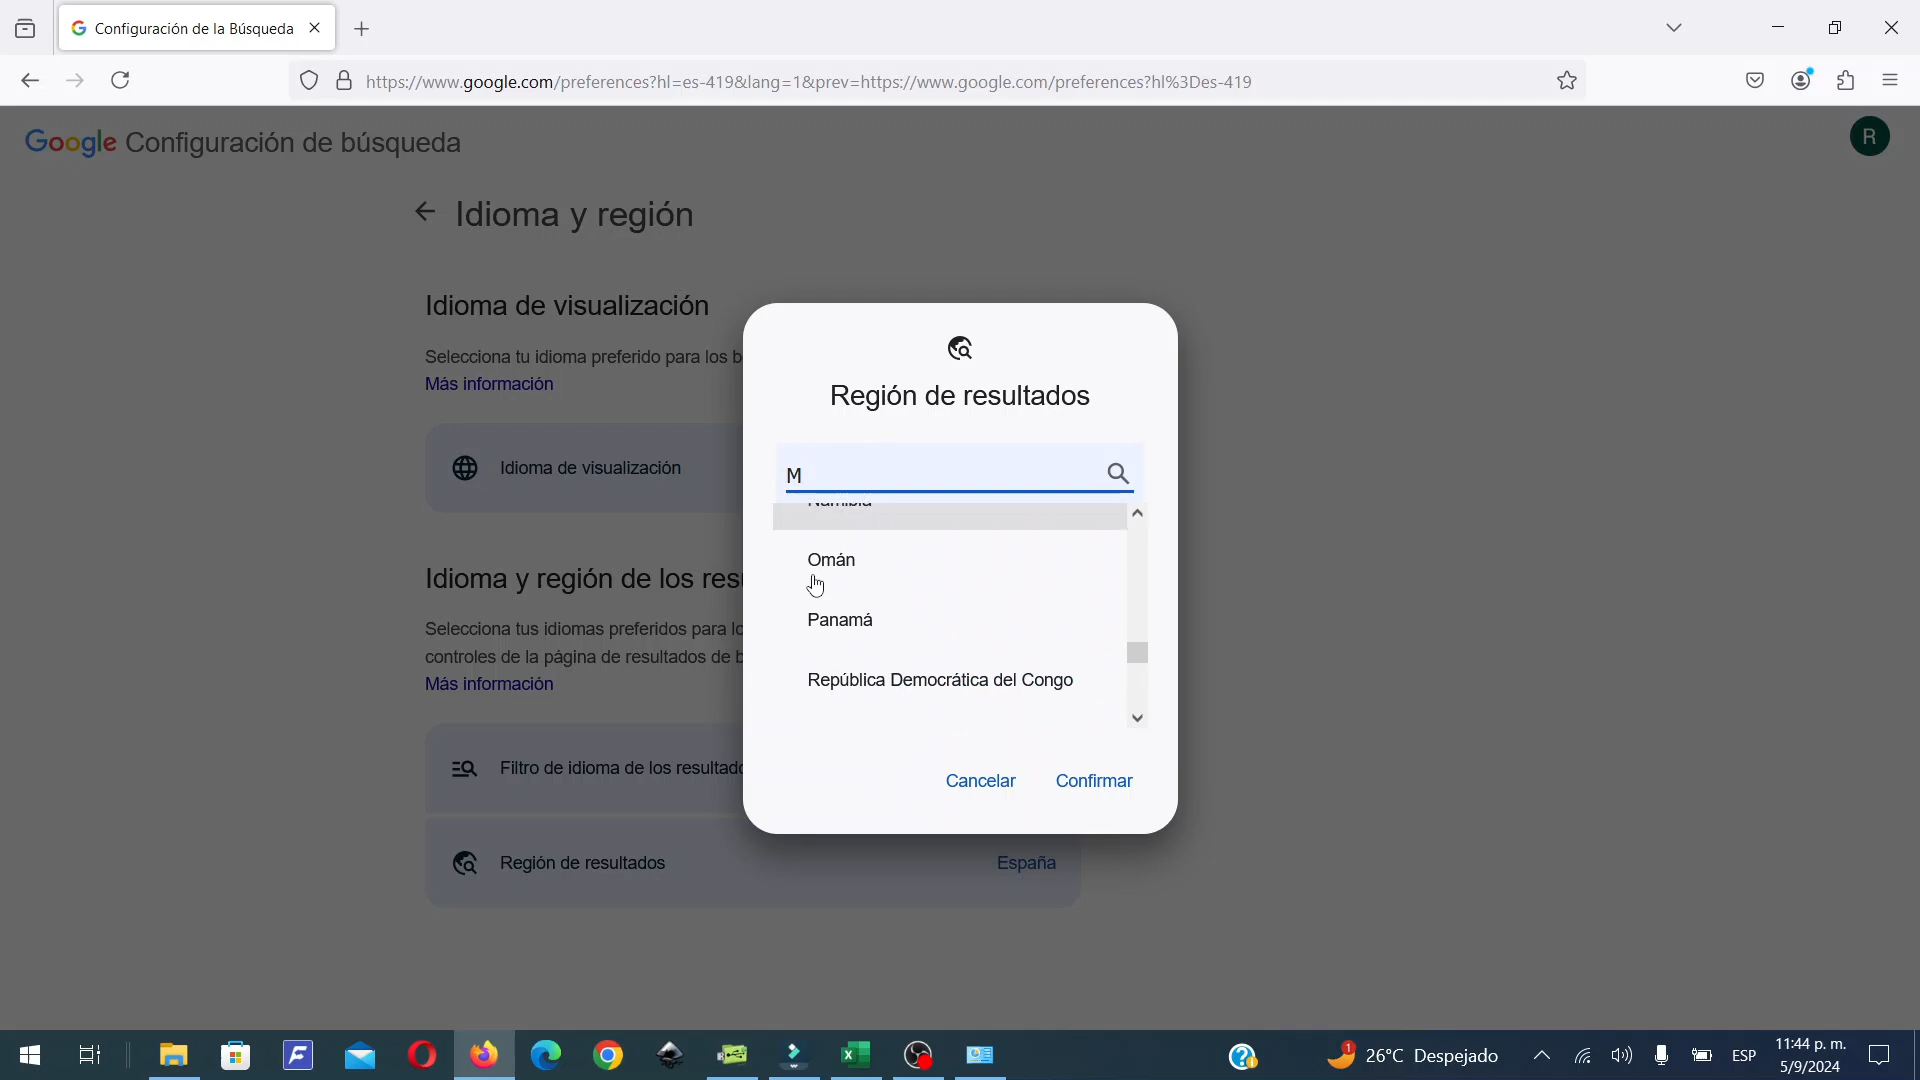 Configuración de la Búsqueda
https://www.google.com/preferences?hl=es-419&lang=1&prev=https://www.google.com/preferences?hl%3Des-419
Google Configuración de búsqueda
R
Idioma y región
Idioma de visualización
Selecciona tu idioma preferido para los b
Más información
Idioma de visualización
Idioma y región de los res
Selecciona tus idiomas preferidos para lo
controles de la página de resultados de b
Más información
Filtro de idioma de los resultado
Región de resultados
España
Región de resultados
M
Namibia
Omán
Panamá
República Democrática del Congo
Cancelar
Confirmar
1
26°C Despejado
ESP
11:44 p. m.
5/9/2024